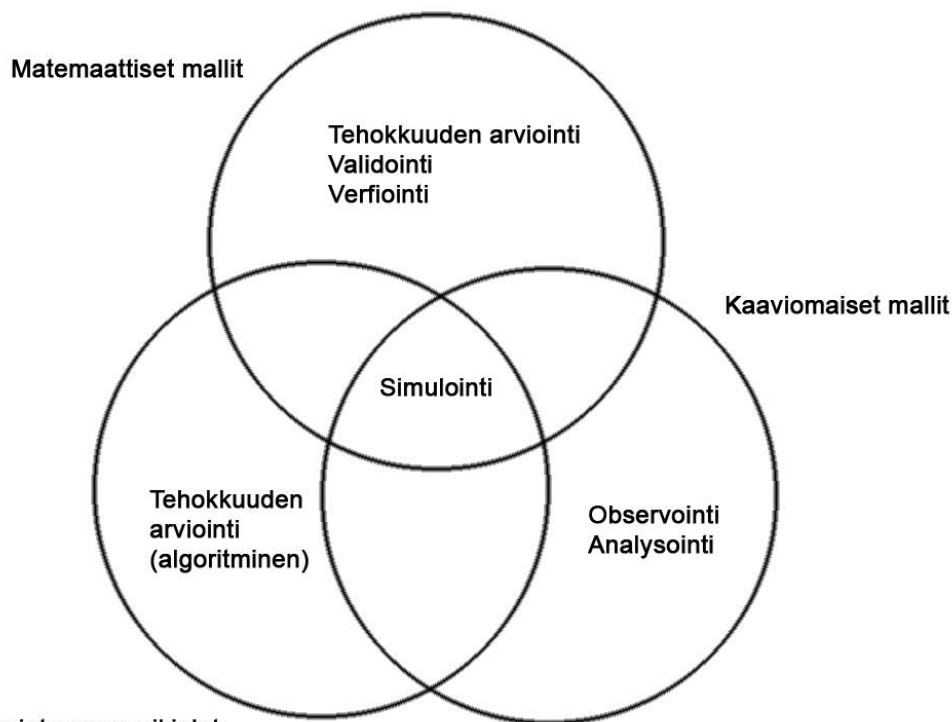 Matemaattiset mallit
Tehokkuuden arviointi
Validointi
Verfiointi
Kaaviomaiset mallit
Simulointi
Tehokkuuden
arviointi
(algoritminen)
Observointi
Analysointi